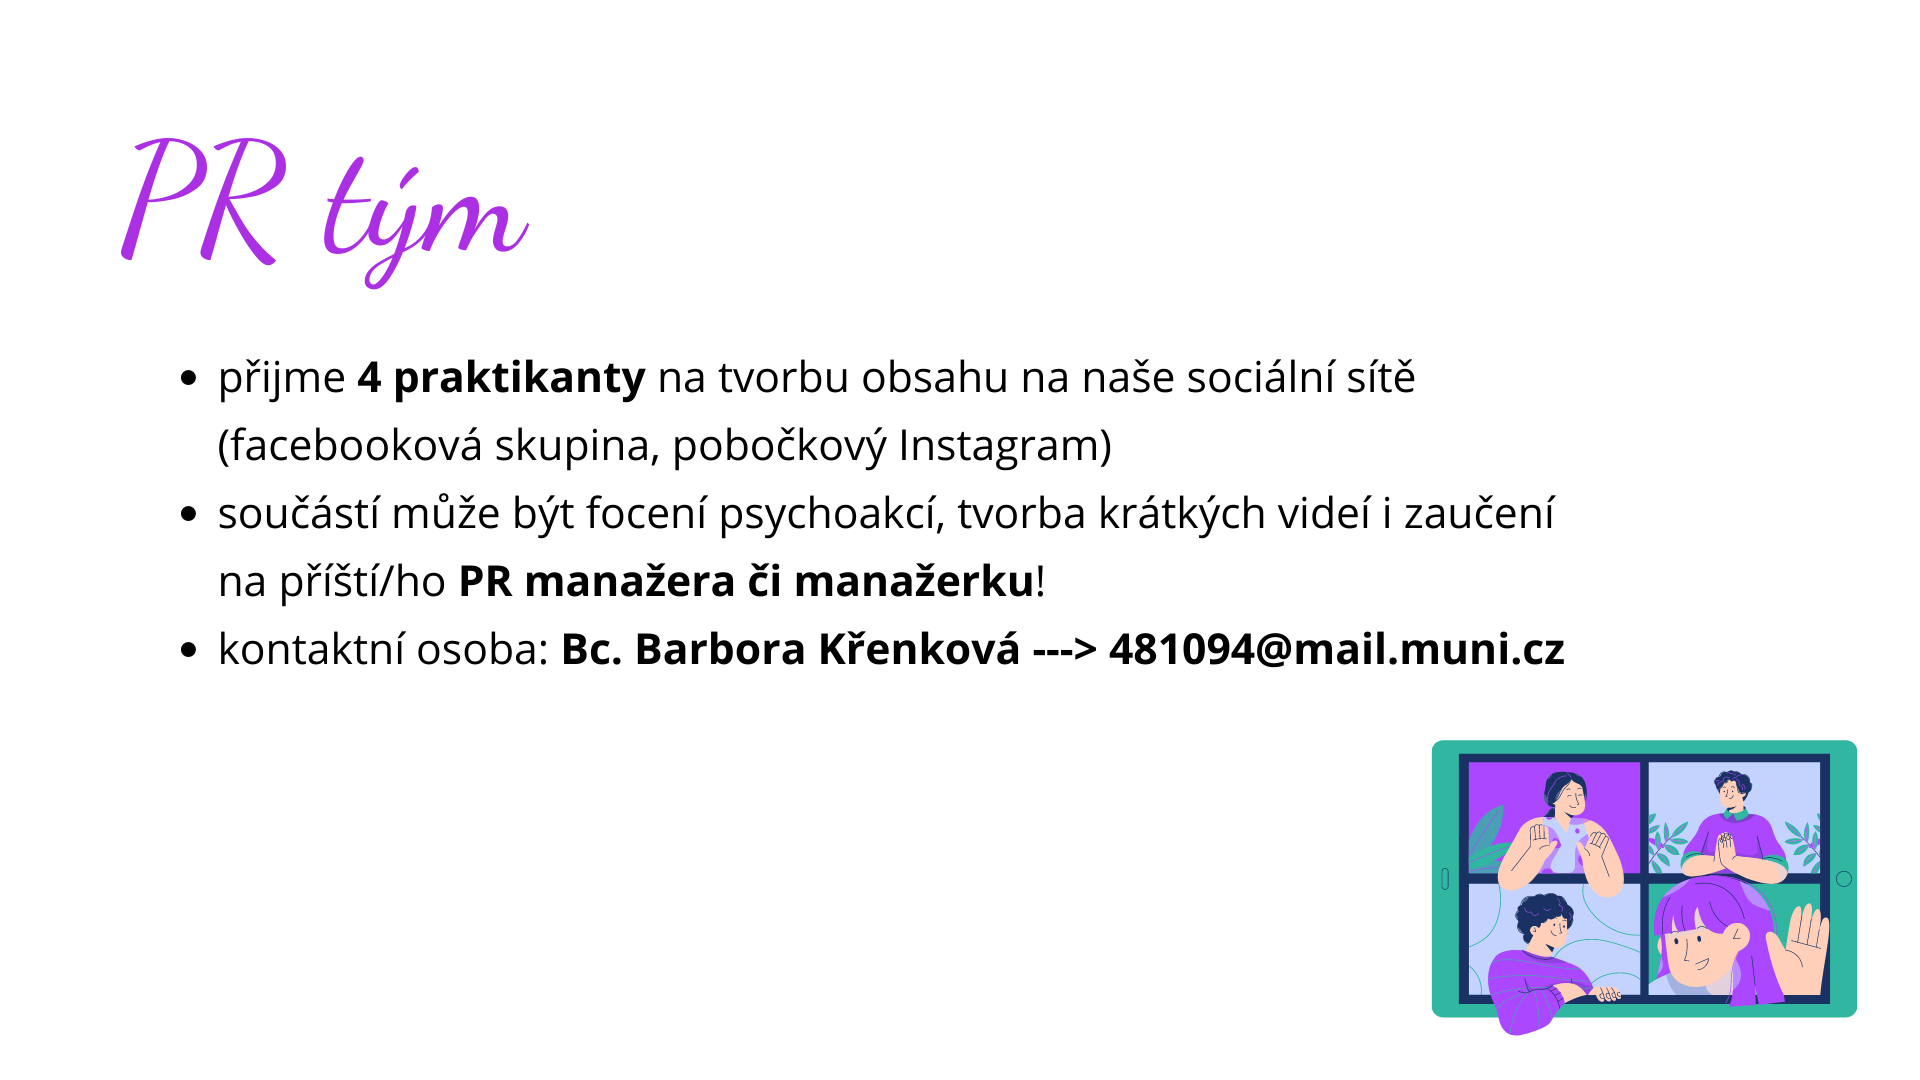 PR tým
přijme 4 praktikanty na tvorbu obsahu na naše sociální sítě
(facebooková skupina, pobočkový Instagram)
součástí může být focení psychoakcí, tvorba krátkých videí i zaučení
na příští/ho PR manažera či manažerku!
kontaktní osoba: Bc. Barbora Křenková ---> 481094@mail.muni.cz